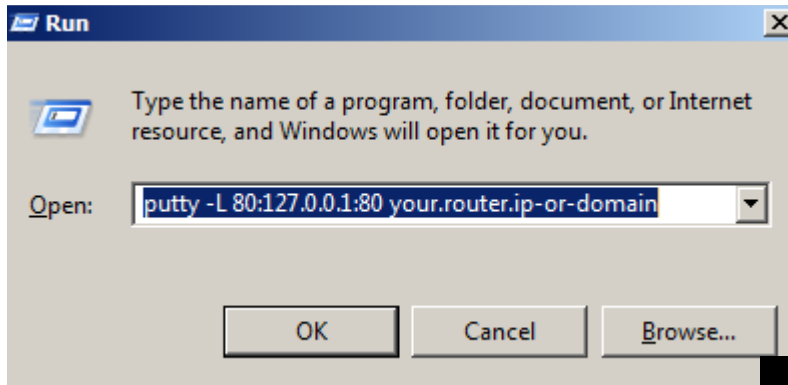 Run
Type the name of a program, folder, document, or Internet
resource, and Windows will open it for you.
Open: putty -L 80:127.0.0.1:80 your.router.ip-or-domain
OK Cancel Browse...